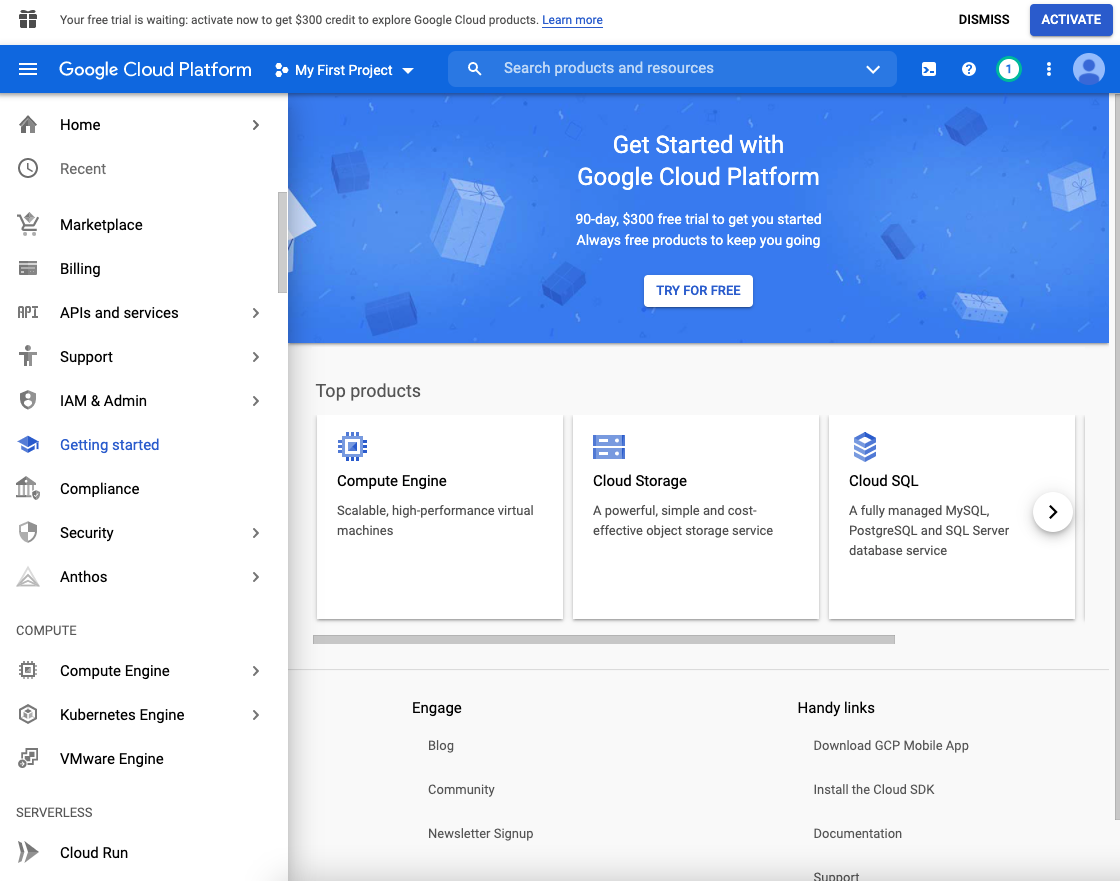 Your free trial is waiting: activate now to get $300 credit to explore Google Cloud products. Learn more
DISMISS
ACTIVATE
Google Cloud Platform
My First Project
Search products and resources
1
Home
Recent
Marketplace
Billing
API
APIs and services
Support
IAM & Admin
Getting started
Compliance
Security
Anthos
COMPUTE
Compute Engine
Kubernetes Engine
VMware Engine
SERVERLESS
Cloud Run
Get Started with
Google Cloud Platform
90-day, $300 free trial to get you started
Always free products to keep you going
TRY FOR FREE
Top products
Compute Engine
Scalable, high-performance virtual
machines
Cloud Storage
A powerful, simple and cost-
effective object storage service
Cloud SQL
A fully managed MySQL,
PostgreSQL and SQL Server
database service
Engage
Blog
Community
Newsletter Signup
Handy links
Download GCP Mobile App
Install the Cloud SDK
Documentation
Support